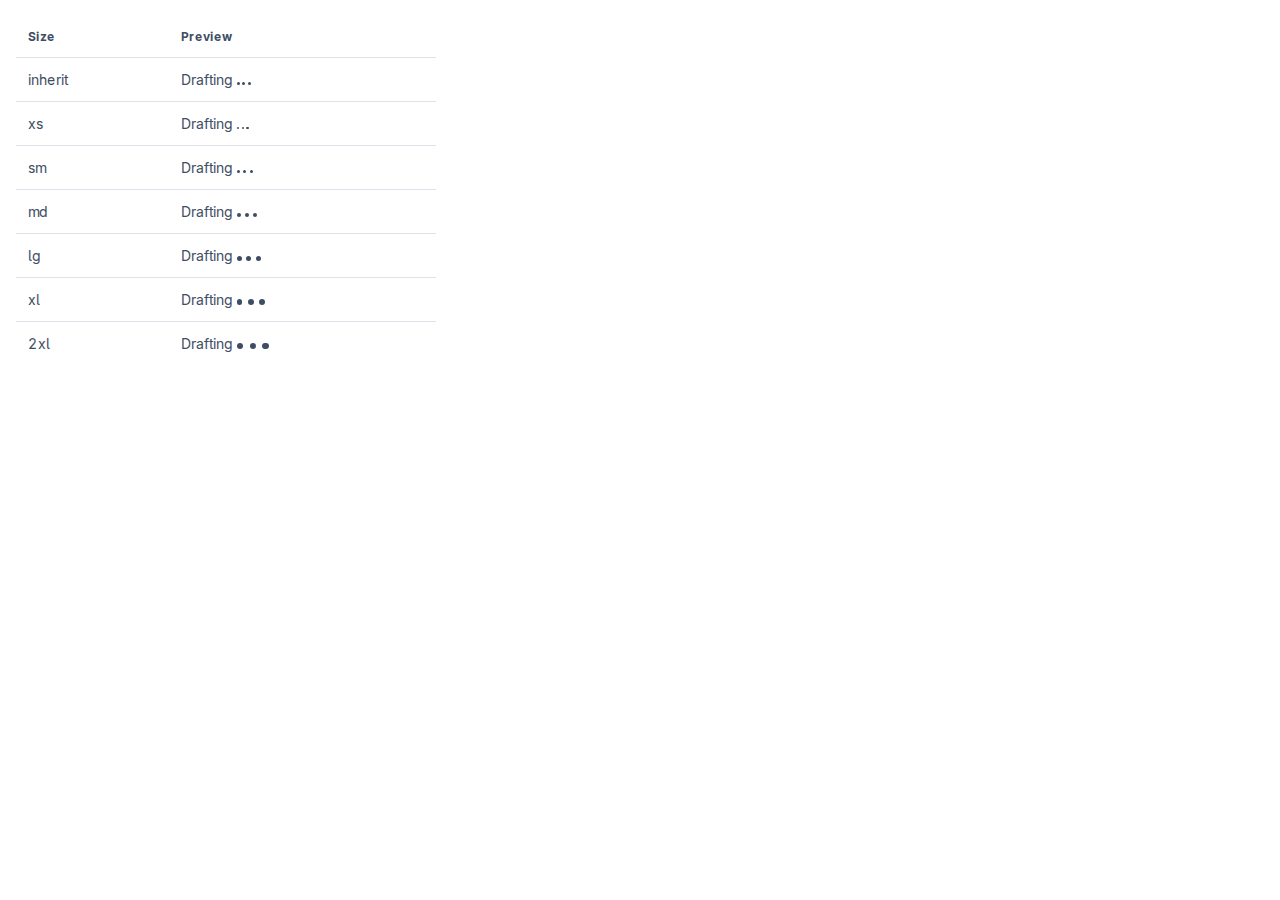 Size Preview
inherit Drafting ...
xs Drafting ...
sm Drafting ...
md Drafting ...
lg Drafting ...
xl Drafting ...
2xl Drafting ...